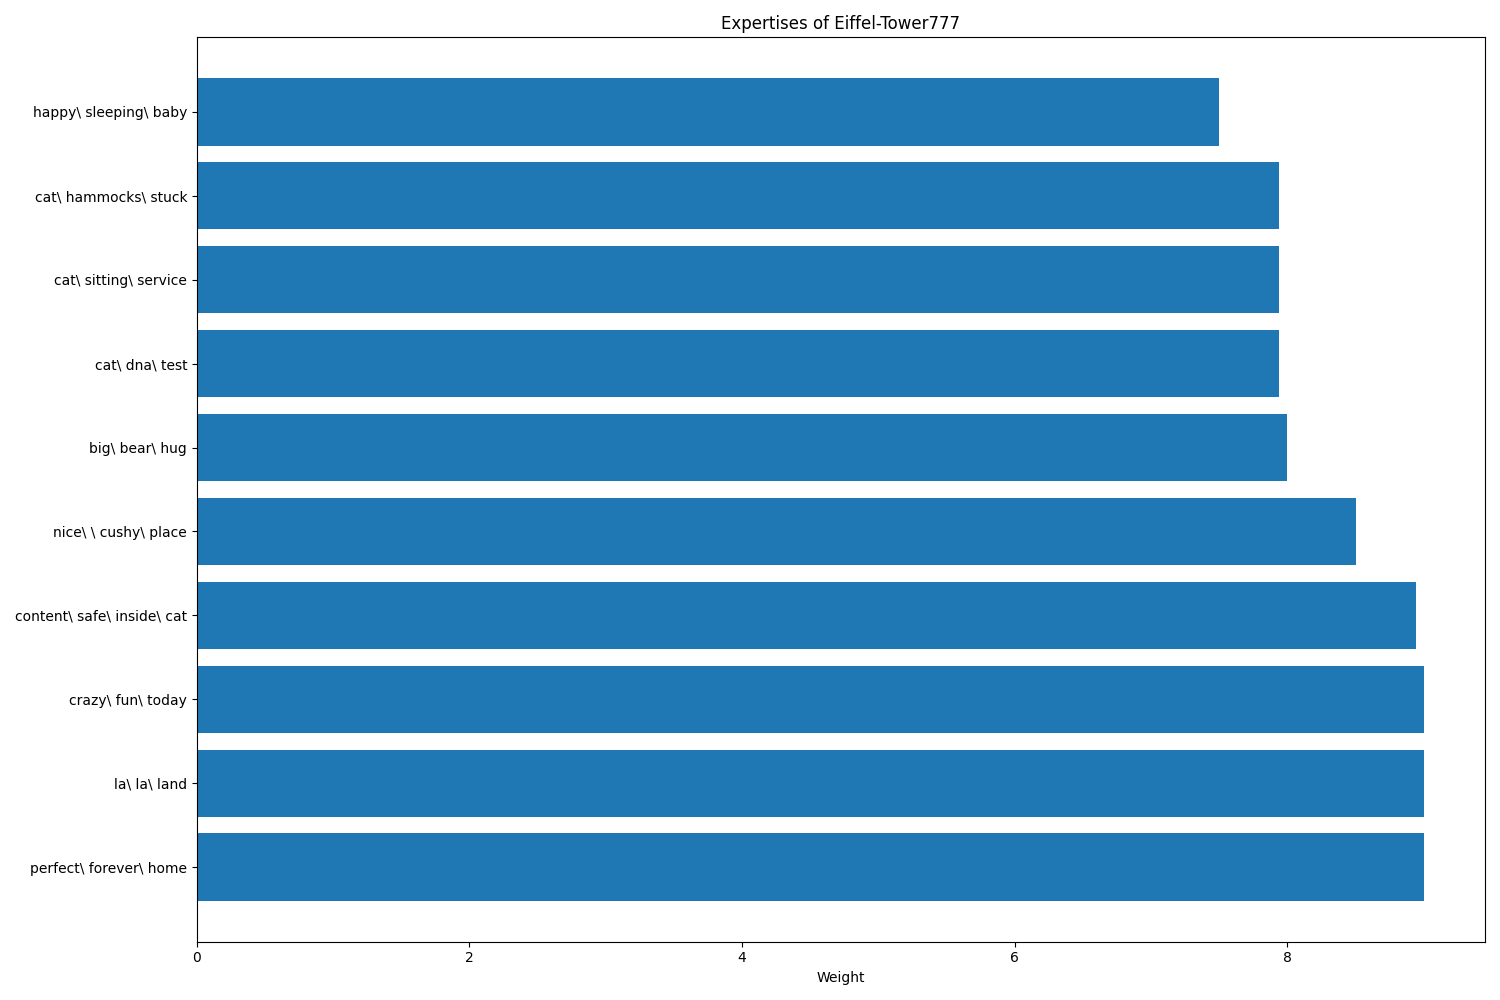 Expertises of Eiffel-Tower777
happy\ sleeping\ baby
cat\ hammocks\ stuck
cat\ sitting\ service
cat\ dna\ test
big\ bear\ hug
nice\ \ cushy\ place
content\ safe\ inside\ cat
crazy\ fun\ today
la\ la\ land
perfect\ forever\ home
0 2 4 6 8
Weight